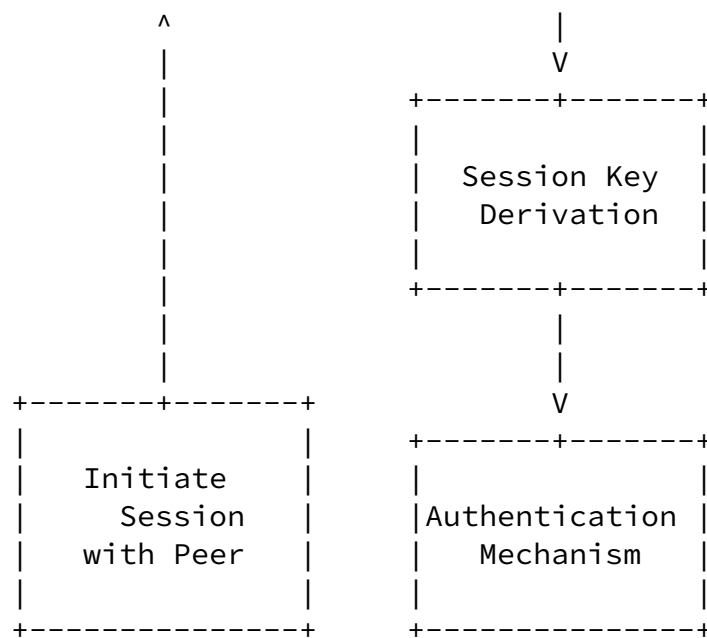 Session Key
Derivation
Initiate
Session
with Peer
Authentication
Mechanism